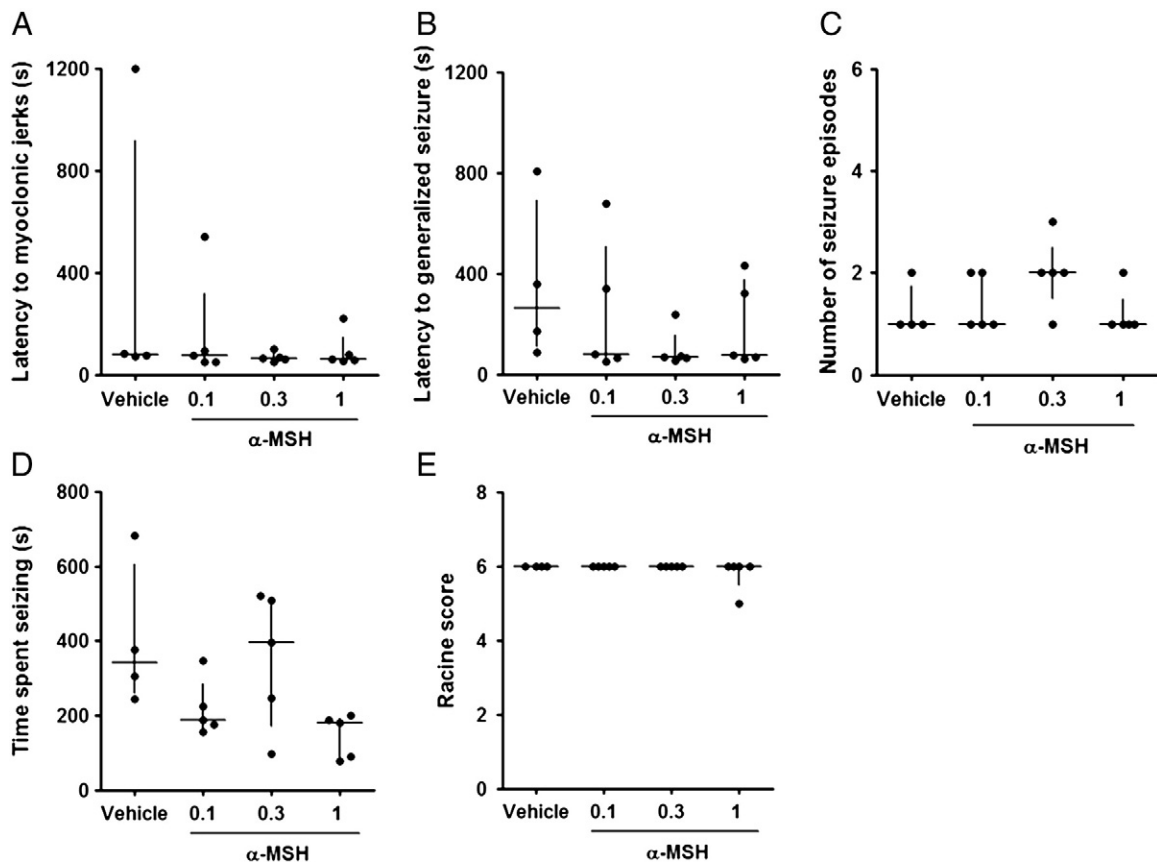 A
Latency to myoclonic jerks (s)
1200
800
400
0
Vehicle 0.1 0.3 1
α-MSH
B
Latency to generalized seizure (s)
1200
800
400
0
Vehicle 0.1 0.3 1
α-MSH
C
Number of seizure episodes
6
4
2
0
Vehicle 0.1 0.3 1
α-MSH
D
Time spent seizing (s)
800
600
400
200
0
Vehicle 0.1 0.3 1
α-MSH
E
Racine score
8
6
4
2
0
Vehicle 0.1 0.3 1
α-MSH